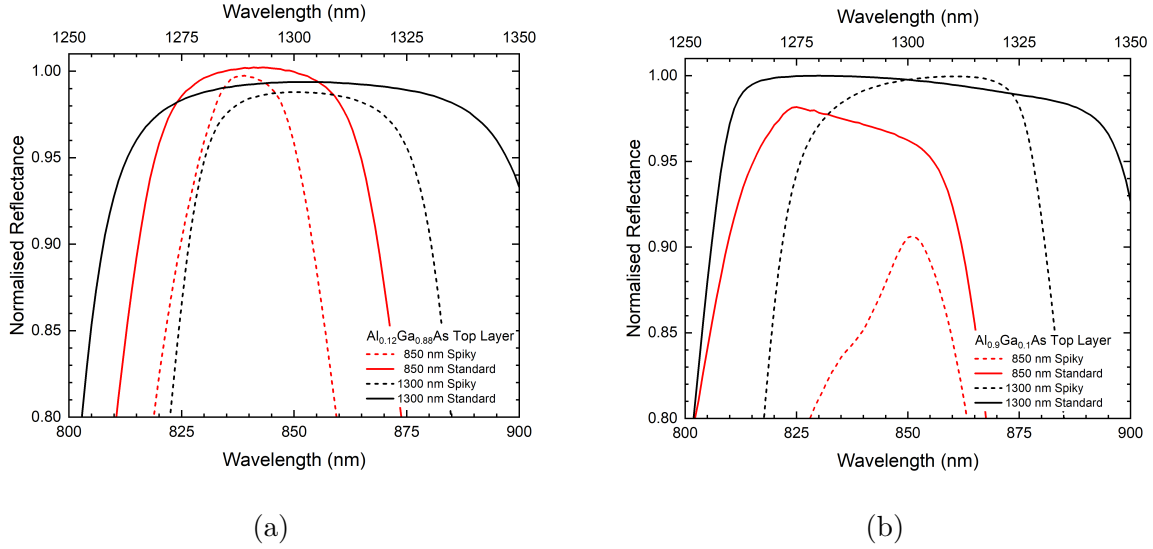 Wavelength (nm)
1250 1275 1300 1325 1350
1.00
0.95
0.90
0.85
0.80
Normalised Reflectance
Al0.12Ga0.88As Top Layer
850 nm Spiky
850 nm Standard
1300 nm Spiky
1300 nm Standard
800 825 850 875 900
Wavelength (nm)
(a)
Wavelength (nm)
1250 1275 1300 1325 1350
1.00
0.95
0.90
0.85
0.80
Normalised Reflectance
Al0.9Ga0.1As Top Layer
850 nm Spiky
850 nm Standard
1300 nm Spiky
1300 nm Standard
800 825 850 875 900
Wavelength (nm)
(b)